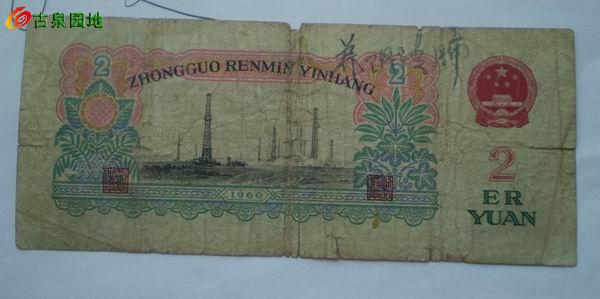 古泉园地
2
2
ZHONGGUO RENMIN YINHANG
1960
2
ER
YUAN